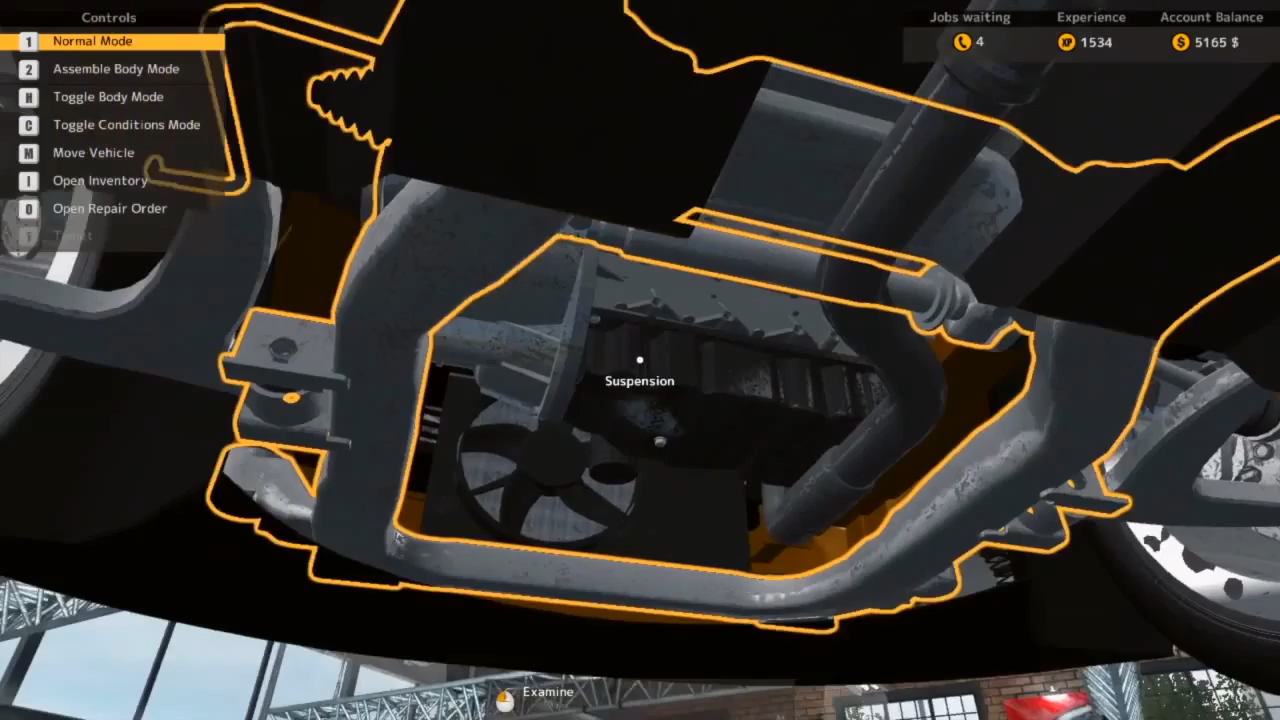 Controls
1 Normal Mode
2 Assemble Body Mode
H Toggle Body Mode
C Toggle Conditions Mode
M Move Vehicle
I Open Inventory
O Open Repair Order
Jobs waiting Experience Account Balance
4 XP 1534 $ 5165 $
Suspension
Examine